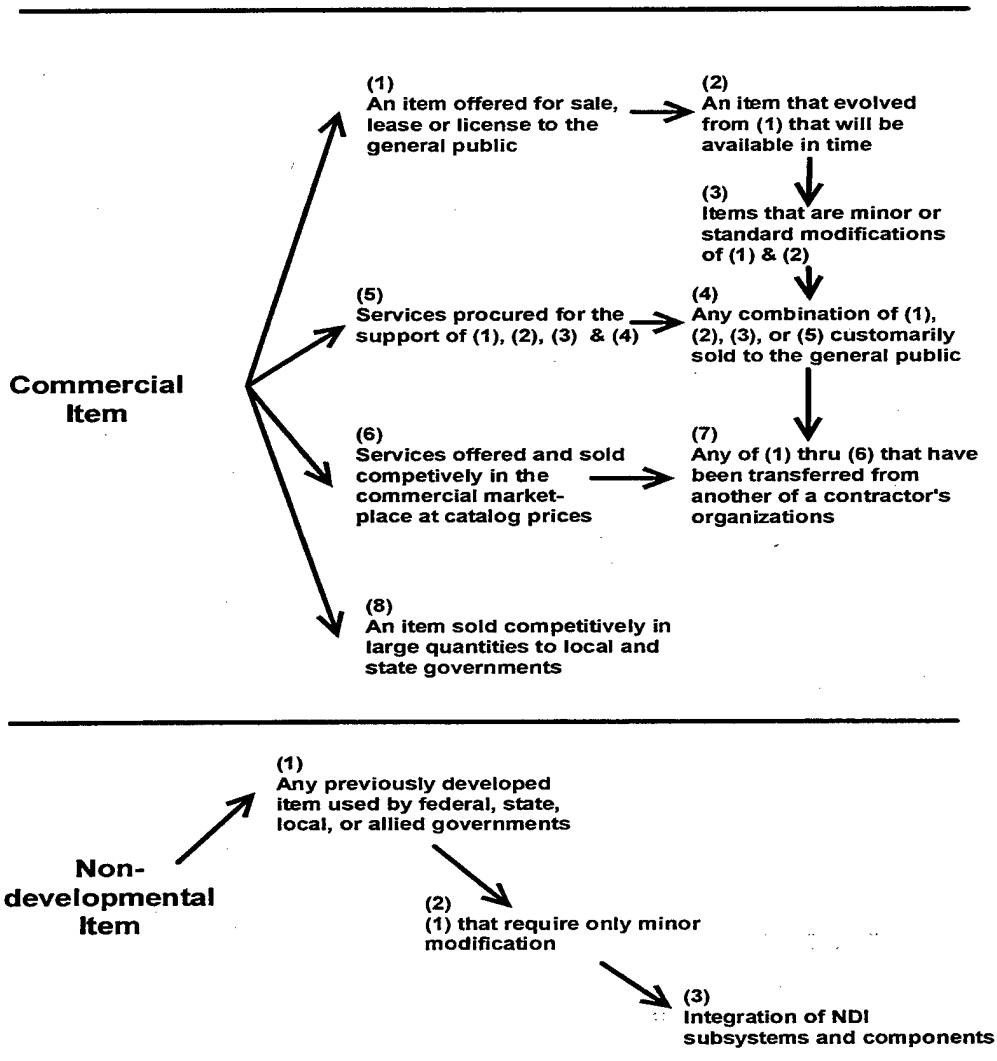 (1)
An item offered for sale,
lease or license to the
general public
(2)
An item that evolved
from (1) that will be
available in time
(3)
Items that are minor or
standard modifications
of (1) & (2)
(5)
Services procured for the
support of (1), (2), (3) & (4)
(4)
Any combination of (1),
(2), (3), or (5) customarily
sold to the general public
Commercial
Item
(6)
Services offered and sold
competively in the
commercial market-
place at catalog prices
(7)
Any of (1) thru (6) that have
been transferred from
another of a contractor's
organizations
(8)
An item sold competitively in
large quantities to local and
state governments
(1)
Any previously developed
item used by federal, state,
local, or allied governments
Non-
developmental
Item
(2)
(1) that require only minor
modification
(3)
Integration of NDI
subsystems and components